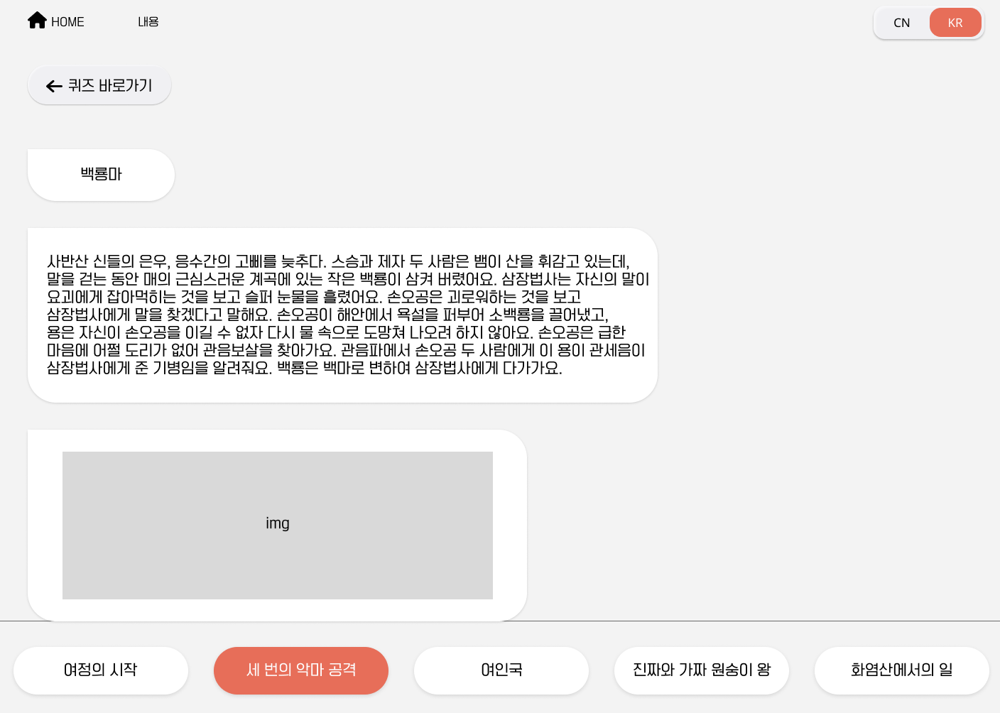 HOME
내용
CN
KR
퀴즈 바로가기
백룡마
사반산 신들의 은우, 응수간의 고삐를 늦추다. 스승과 제자 두 사람은 뱀이 산을 휘감고 있는데,
말을 걷는 동안 매의 근심스러운 계곡에 있는 작은 백룡이 삼켜 버렸어요. 삼장법사는 자신의 말이
요괴에게 잡아먹히는 것을 보고 슬퍼 눈물을 흘렸어요. 손오공은 괴로워하는 것을 보고
삼장법사에게 말을 찾겠다고 말해요. 손오공이 해안에서 욕설을 퍼부어 소백룡을 끌어냈고,
용은 자신이 손오공을 이길 수 없자 다시 물 속으로 도망쳐 나오려 하지 않아요. 손오공은 급한
마음에 어쩔 도리가 없어 관음보살을 찾아가요. 관음파에서 손오공 두 사람에게 이 용이 관세음이
삼장법사에게 준 기병임을 알려줘요. 백룡은 백마로 변하여 삼장법사에게 다가가요.
img
여정의 시작
세 번의 악마 공격
여인국
진짜와 가짜 원숭이 왕
화염산에서의 일